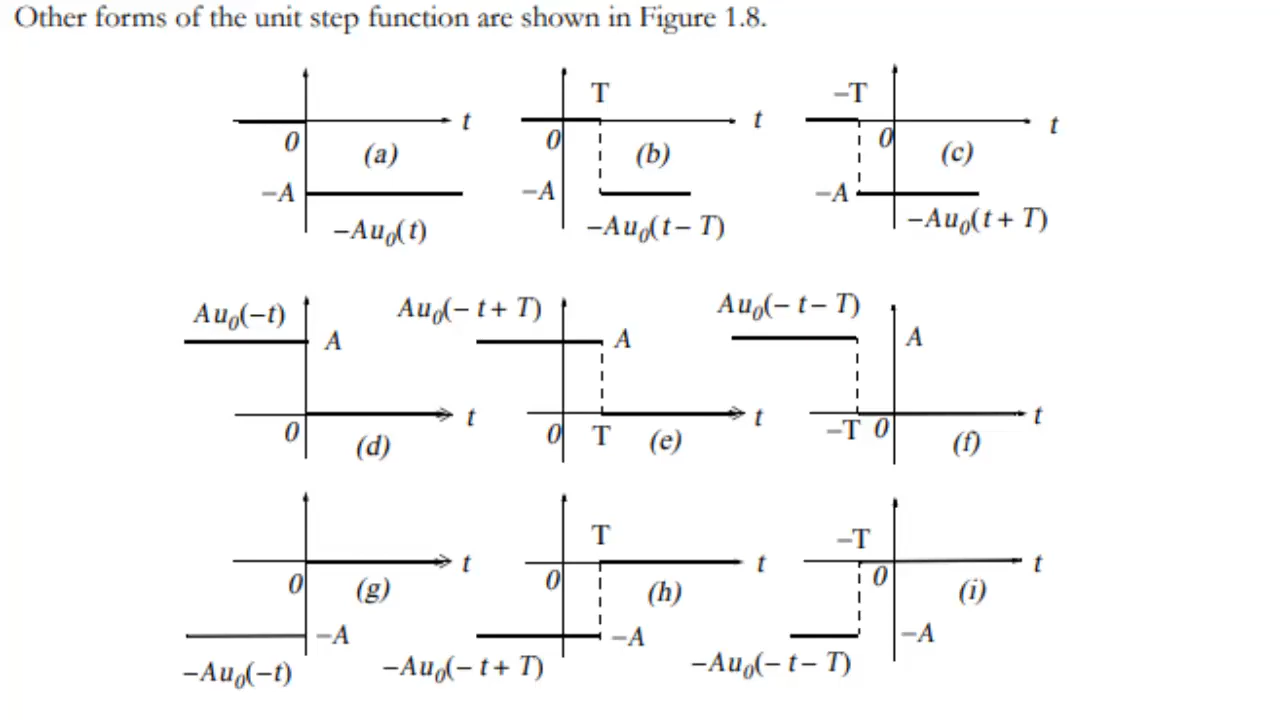 Other forms of the unit step function are shown in Figure 1.8.
T −T
t t t
0 0 0
(a) (b) (c)
−A −A −A
−Au₀(t) −Au₀(t − T) −Au₀(t + T)
Au₀(−t) Au₀(− t + T) Au₀(− t − T)
A A A
t t t
0 0 T −T 0
(d) (e) (f)
T −T
t t t
0 0 0
(g) (h) (i)
−A −A −A
−Au₀(−t) −Au₀(− t + T) −Au₀(− t − T)